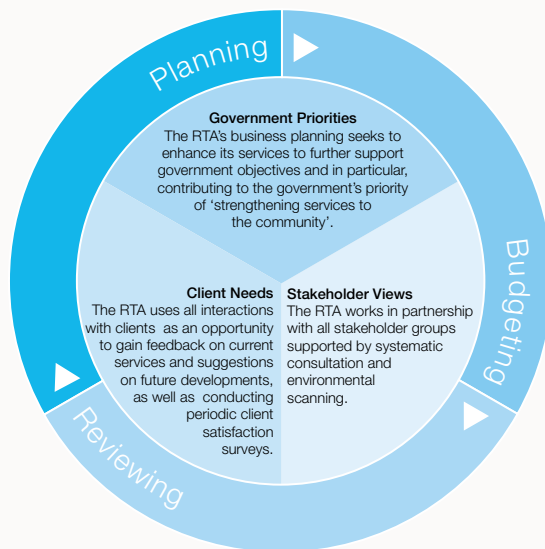 Planning
Government Priorities
The RTA's business planning seeks to
enhance its services to further support
government objectives and in particular,
contributing to the government's priority
of 'strengthening services to
the community'.
Client Needs
The RTA uses all interactions
with clients as an opportunity
to gain feedback on current
services and suggestions
on future developments,
as well as conducting
periodic client
satisfaction
surveys.
Stakeholder Views
The RTA works in partnership
with all stakeholder groups
supported by systematic
consultation and
environmental
scanning.
Budgeting
Reviewing